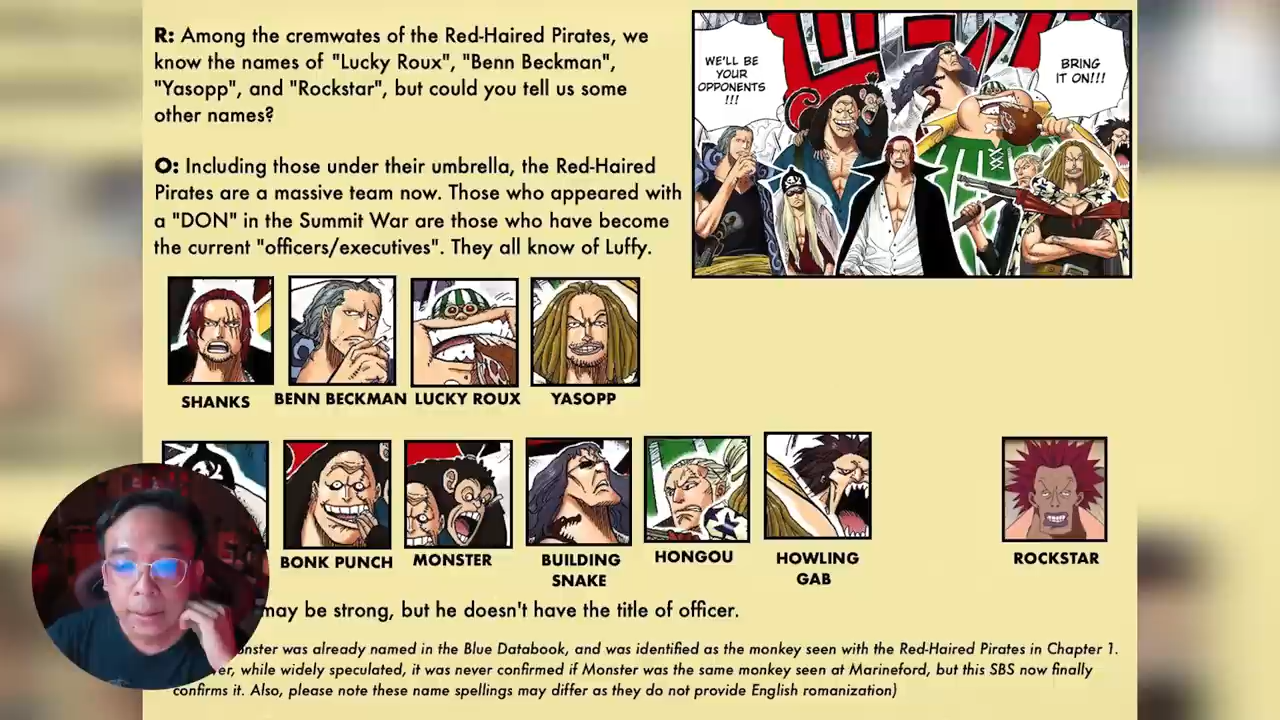 R: Among the cremwates of the Red-Haired Pirates, we
know the names of "Lucky Roux", "Benn Beckman",
"Yasopp", and "Rockstar", but could you tell us some
other names?
WE'LL BE
YOUR
OPPONENTS
!!!
BRING
IT ON!!!
O: Including those under their umbrella, the Red-Haired
Pirates are a massive team now. Those who appeared with
a "DON" in the Summit War are those who have become
the current "officers/executives". They all know of Luffy.
SHANKS
BENN BECKMAN
LUCKY ROUX
YASOPP
BONK PUNCH
MONSTER
BUILDING
SNAKE
HONGOU
HOWLING
GAB
ROCKSTAR
may be strong, but he doesn't have the title of officer.
was already named in the Blue Databook, and was identified as the monkey seen with the Red-Haired Pirates in Chapter 1.
while widely speculated, it was never confirmed if Monster was the same monkey seen at Marineford, but this SBS now finally
confirms it. Also, please note these name spellings may differ as they do not provide English romanization)